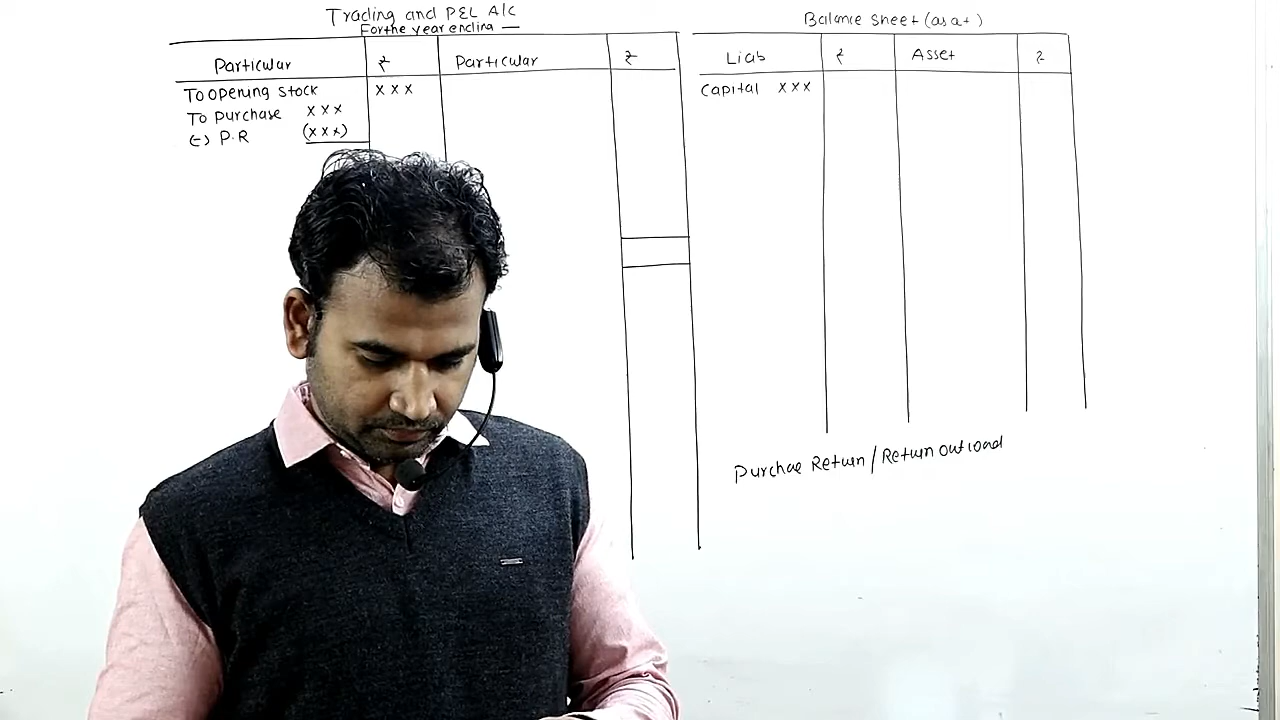 Trading and P&L A/c
For the year ending —
Particular ₹ Particular ₹
To opening stock xxx
To purchase xxx
(-) P.R (xxx)
Balance Sheet (as at)
Liab ₹ Asset ₹
Capital xxx
Purchae Return / Return outward